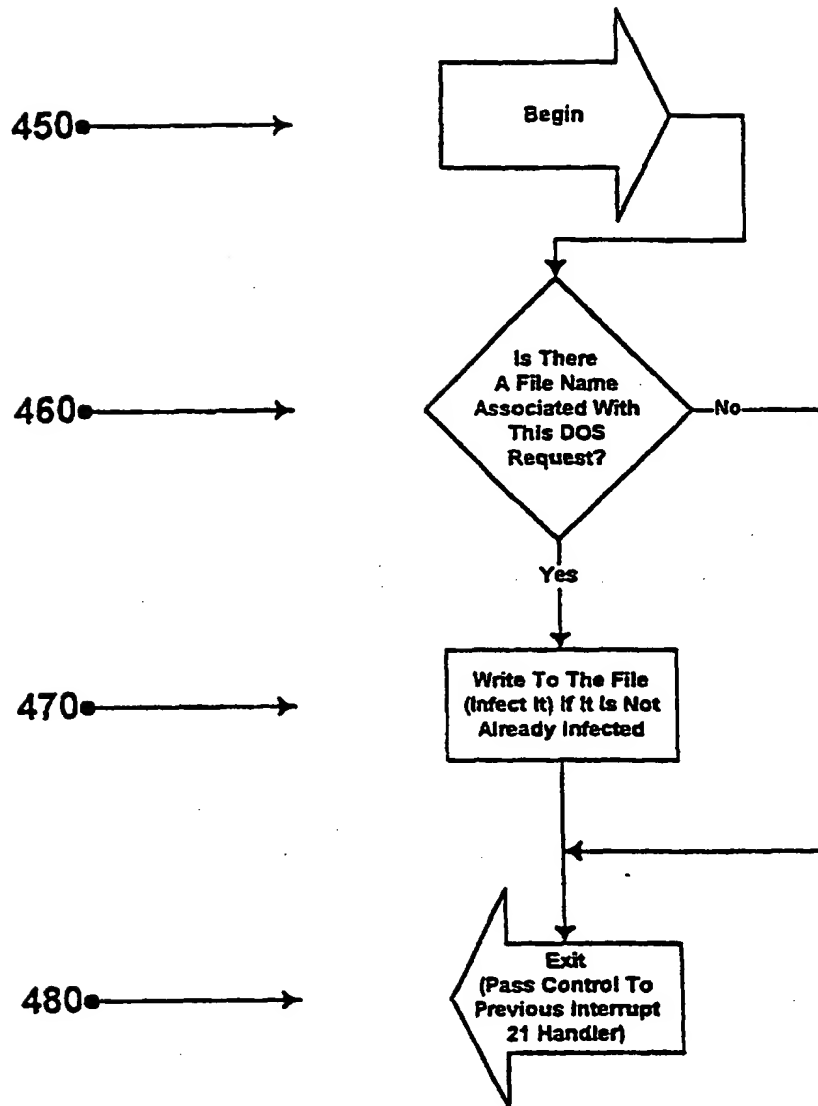 450
Begin
460
Is There
A File Name
Associated With
This DOS
Request?
No
Yes
470
Write To The File
(Infect It) If It Is Not
Already Infected
480
Exit
(Pass Control To
Previous Interrupt
21 Handler)